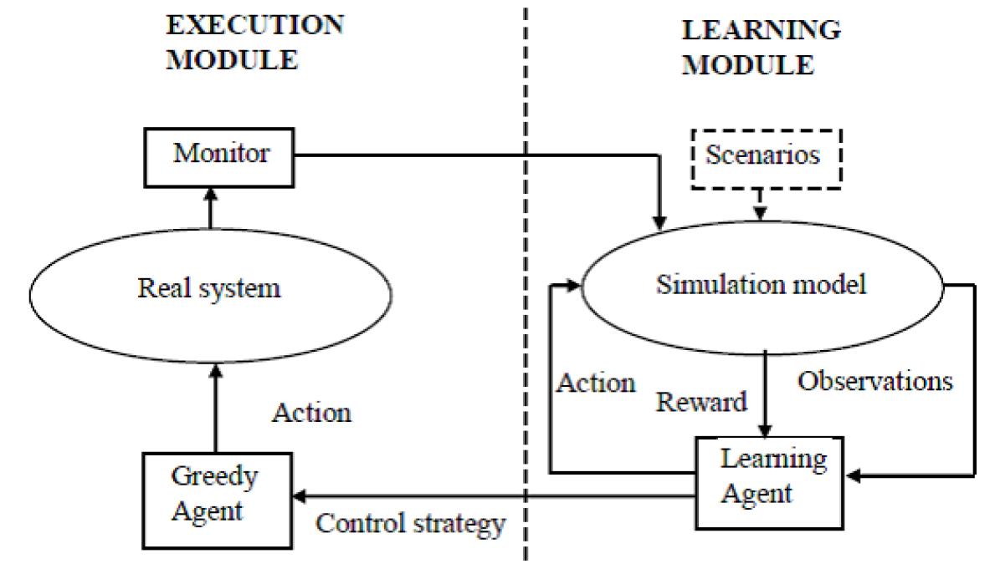 EXECUTION
MODULE
LEARNING
MODULE
Monitor
Scenarios
Real system
Simulation model
Action
Reward
Observations
Action
Greedy
Agent
Learning
Agent
Control strategy